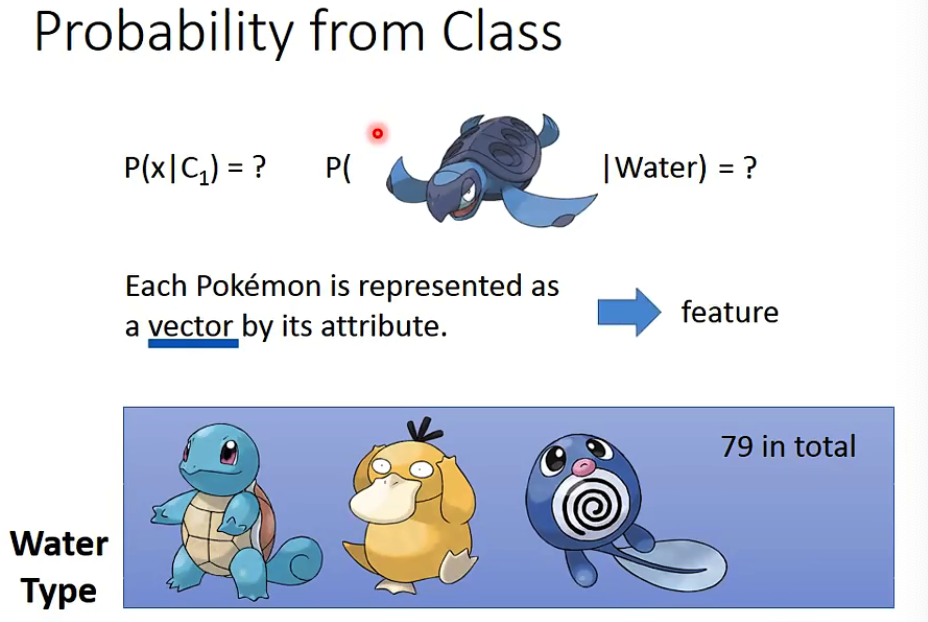 Probability from Class
P(x|C₁) = ? P( |Water) = ?
Each Pokémon is represented as
a vector by its attribute.
feature
79 in total
Water
Type